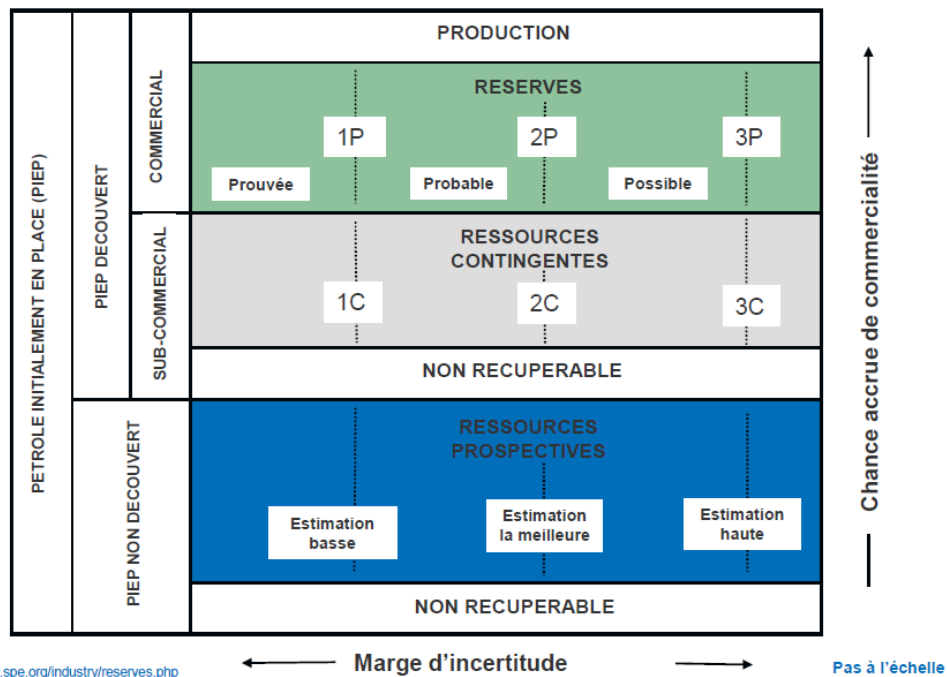 PETROLE INITIALEMENT EN PLACE (PIEP)
PIEP DECOUVERT
COMMERCIAL
SUB-COMMERCIAL
PIEP NON DECOUVERT
PRODUCTION
RESERVES
1P
2P
3P
Prouvée
Probable
Possible
RESSOURCES
CONTINGENTES
1C
2C
3C
NON RECUPERABLE
RESSOURCES
PROSPECTIVES
Estimation
basse
Estimation
la meilleure
Estimation
haute
NON RECUPERABLE
Chance accrue de commercialité
.spe.org/industry/reserves.php
Marge d'incertitude
Pas à l'échelle